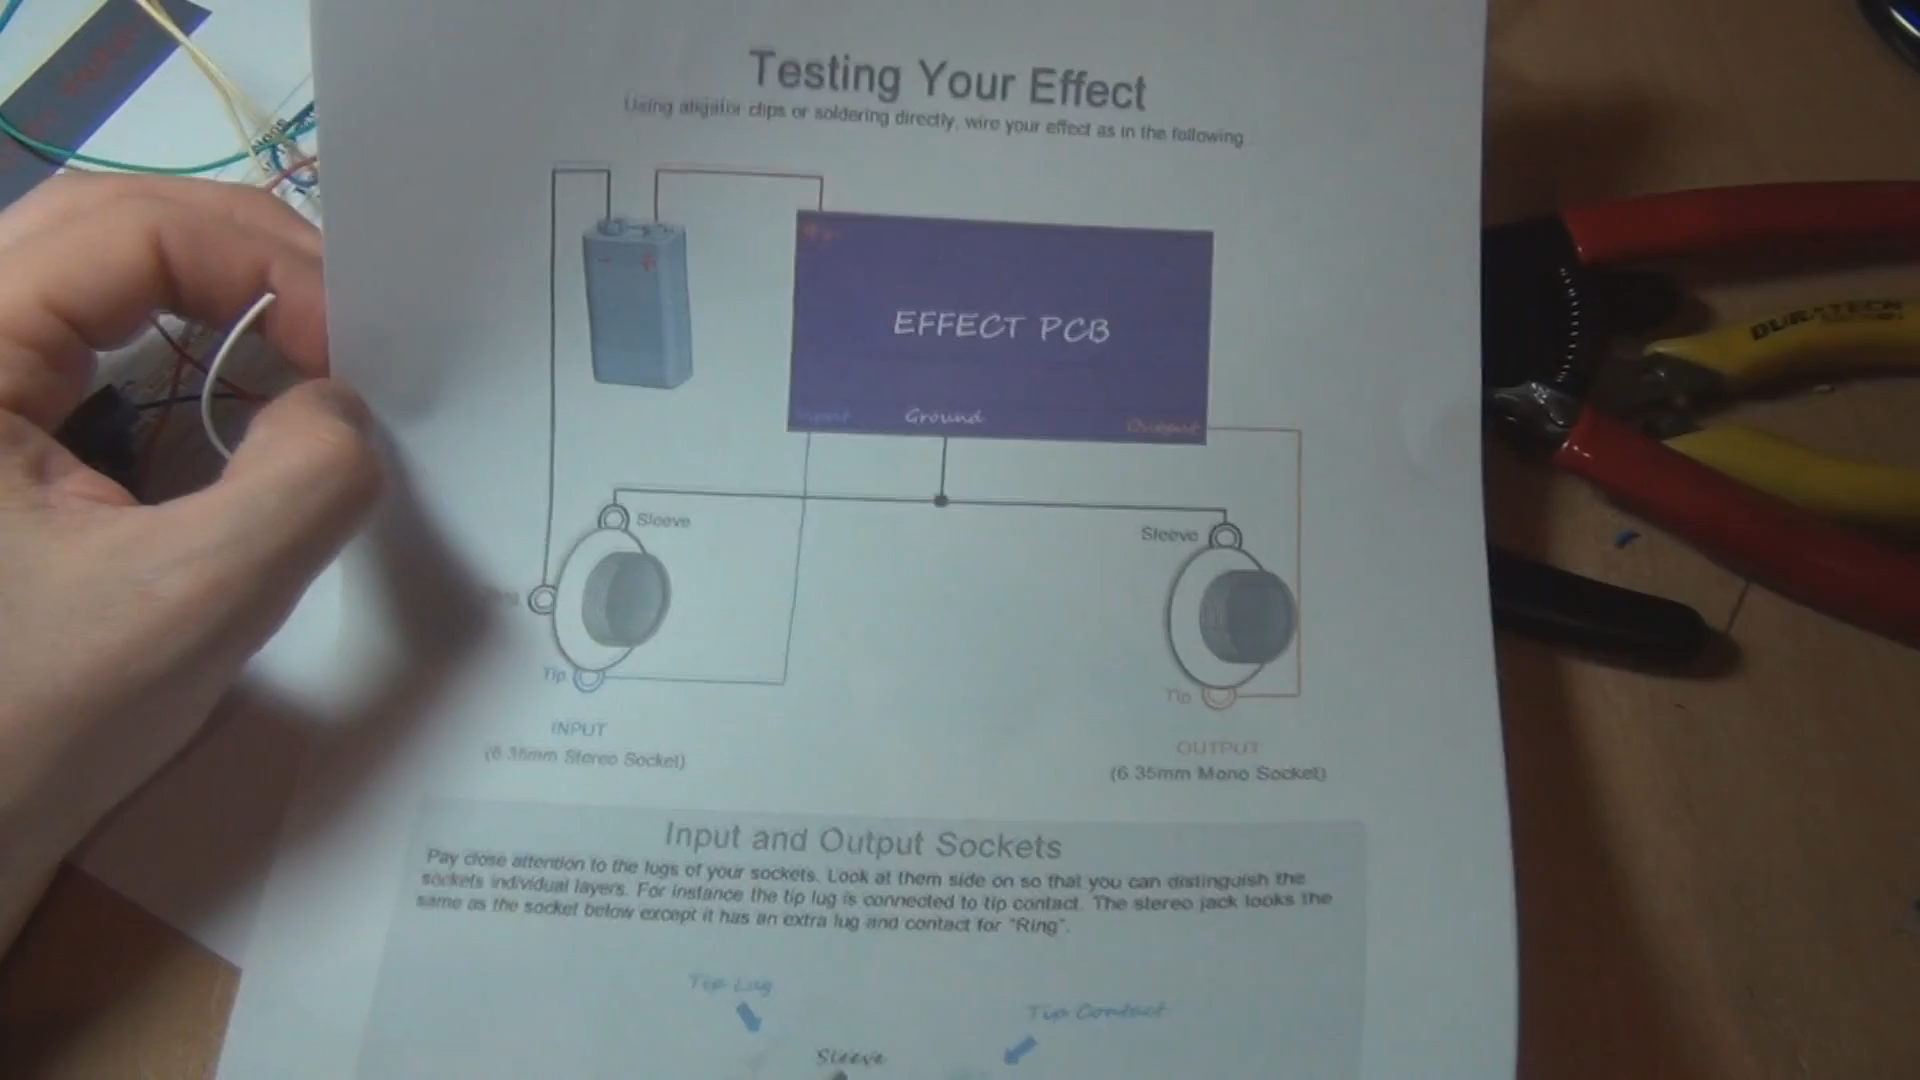 Testing Your Effect
Using aligator clips or soldering directly, wire your effect as in the following
EFFECT PCB
Input
Ground
Output
Sleeve
Sleeve
Tip
Tip
INPUT
(6.35mm Stereo Socket)
OUTPUT
(6.35mm Mono Socket)
Input and Output Sockets
Pay close attention to the lugs of your sockets. Look at them side on so that you can distinguish the
sockets individual layers. For instance the tip lug is connected to tip contact. The stereo jack looks the
same as the socket below except it has an extra lug and contact for "Ring".
Tip Lug
Tip Contact
Sleeve
DURATECH